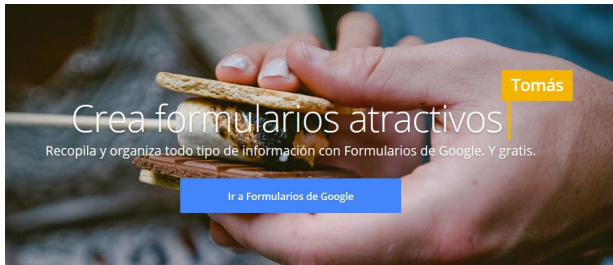 Tomás
Crea formularios atractivos
Recopila y organiza todo tipo de información con Formularios de Google. Y gratis.
Ir a Formularios de Google